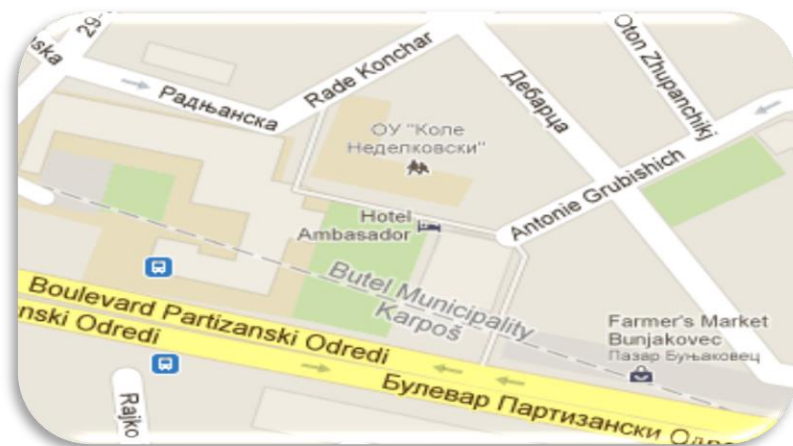 29-
ska
Rade Konchar
Радњанска
Oton Zhupanchikj
Дебарца
ОУ "Коле
Неделковски"
Antonie Grubishich
Hotel
Ambasador
Butel Municipality
Karpoš
Boulevard Partizanski Odredi
nski Odredi
Farmer's Market
Bunjakovec
Пазар Буњаковец
Булевар Партизански
Rajko